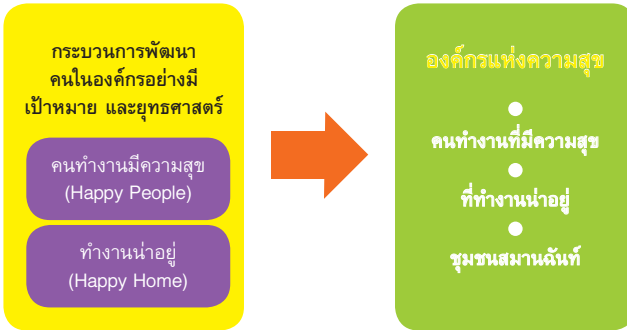 กระบวนการพัฒนา
คนในองค์กรอย่างมี
เป้าหมาย และยุทธศาสตร์
คนทำงานมีความสุข
(Happy People)
ทำงานน่าอยู่
(Happy Home)
องค์กรแห่งความสุข
คนทำงานที่มีความสุข
ที่ทำงานน่าอยู่
ชุมชนสมานฉันท์